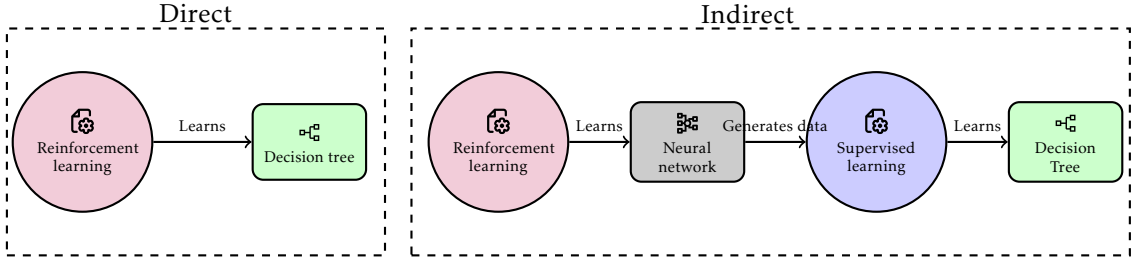 Direct
Reinforcement
learning
Learns
Decision tree
Indirect
Reinforcement
learning
Learns
Neural
network
Generates data
Supervised
learning
Learns
Decision
Tree